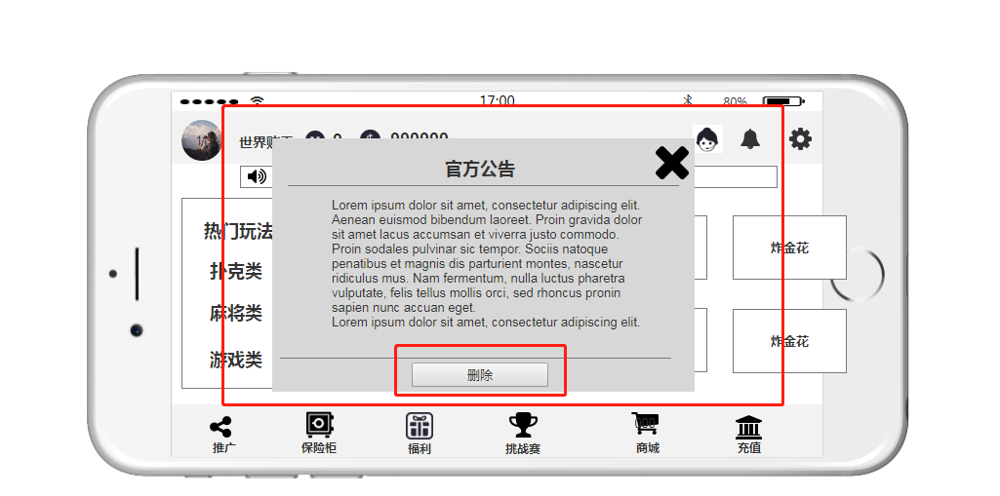 17:00
80%
世界
官方公告
Lorem ipsum dolor sit amet, consectetur adipiscing elit.
Aenean euismod bibendum laoreet. Proin gravida dolor
sit amet lacus accumsan et viverra justo commodo.
Proin sodales pulvinar sic tempor. Sociis natoque
penatibus et magnis dis parturient montes, nascetur
ridiculus mus. Nam fermentum, nulla luctus pharetra
vulputate, felis tellus mollis orci, sed rhoncus pronin
sapien nunc accuan eget.
Lorem ipsum dolor sit amet, consectetur adipiscing elit.
删除
热门玩法
扑克类
麻将类
游戏类
炸金花
炸金花
推广
保险柜
福利
挑战赛
商城
充值